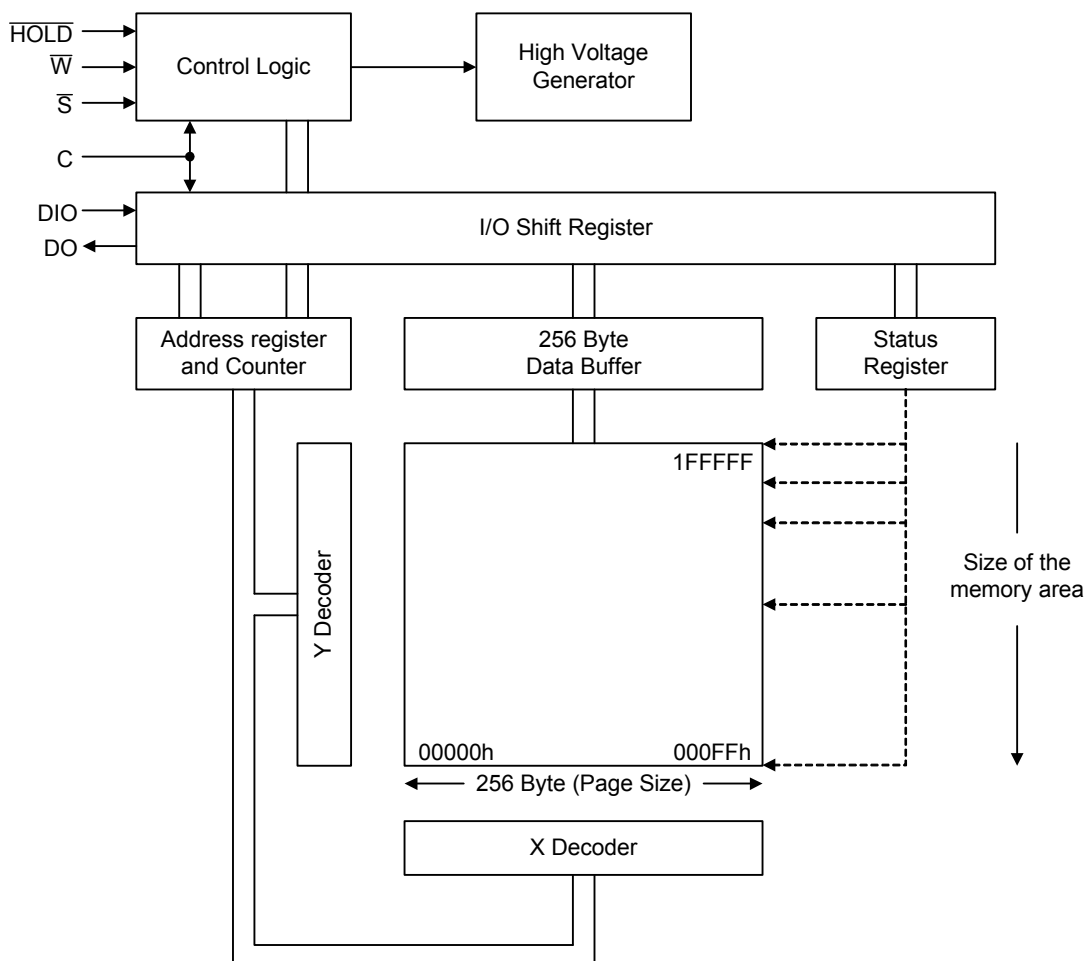 HOLD
W
S
C
Control Logic
High Voltage
Generator
DIO
DO
I/O Shift Register
Address register
and Counter
256 Byte
Data Buffer
Status
Register
1FFFFF
Y Decoder
Size of the
memory area
00000h
000FFh
256 Byte (Page Size)
X Decoder